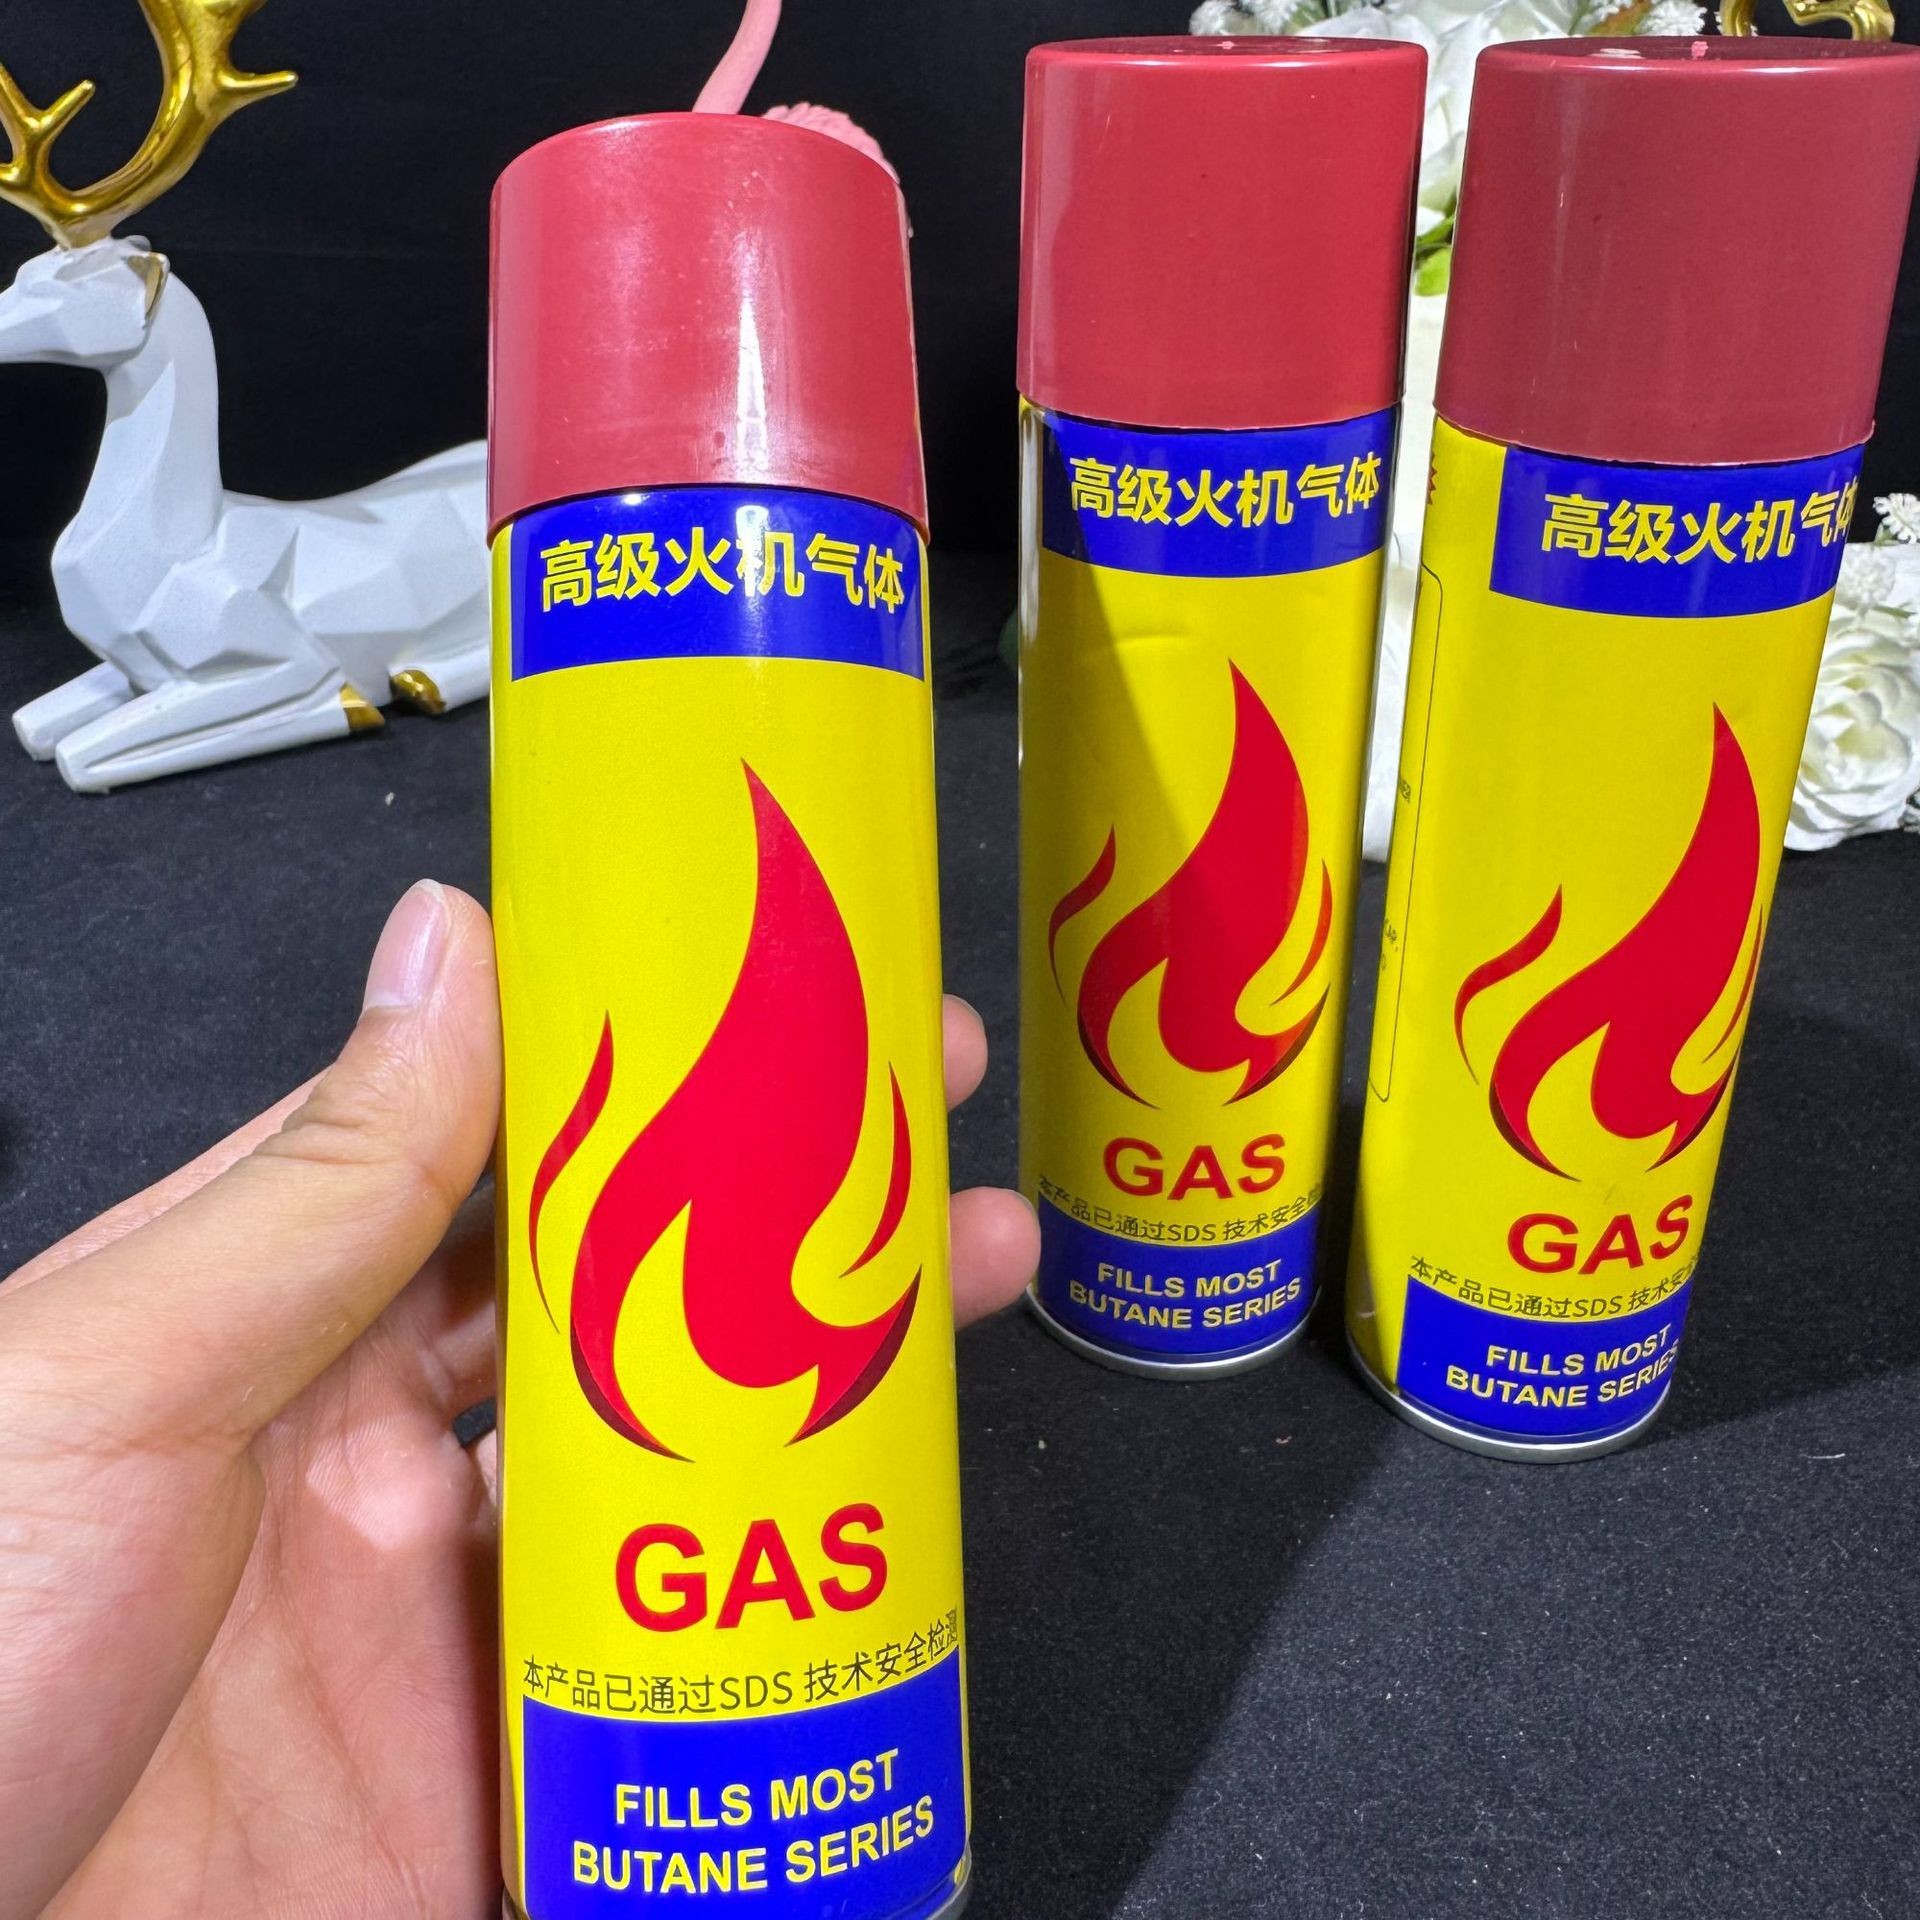 高级火机气体
GAS
本产品已通过SDS 技术安全检测
FILLS MOST
BUTANE SERIES
高级火机气体
GAS
本产品已通过SDS 技术安全检
FILLS MOST
BUTANE SERIES
高级火机气体
GAS
本产品已通过SDS 技术安
FILLS MOST
BUTANE SERIES